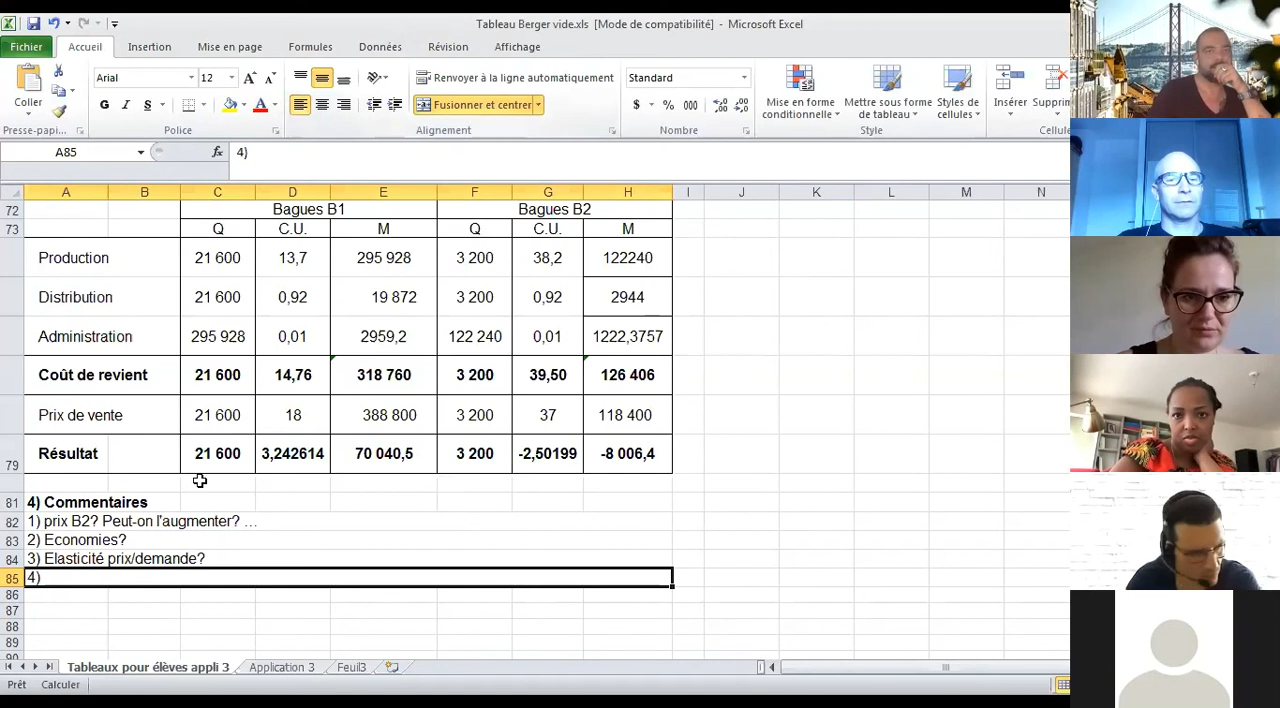 Tableau Berger vide.xls [Mode de compatibilité] - Microsoft Excel
Fichier Accueil Insertion Mise en page Formules Données Révision Affichage
Arial 12 Renvoyer à la ligne automatiquement Standard
Coller G I S Fusionner et centrer $ % 000 Mise en forme conditionnelle Mettre sous forme de tableau Styles de cellules Insérer Supprim
Presse-papi... Police Alignement Nombre Style Cellule
A85 fx 4)
A B C D E F G H I J K L M N
72 Bagues B1 Bagues B2
73 Q C.U. M Q C.U. M
Production 21 600 13,7 295 928 3 200 38,2 122240
Distribution 21 600 0,92 19 872 3 200 0,92 2944
Administration 295 928 0,01 2959,2 122 240 0,01 1222,3757
Coût de revient 21 600 14,76 318 760 3 200 39,50 126 406
Prix de vente 21 600 18 388 800 3 200 37 118 400
79 Résultat 21 600 3,242614 70 040,5 3 200 -2,50199 -8 006,4
81 4) Commentaires
82 1) prix B2? Peut-on l'augmenter? …
83 2) Economies?
84 3) Elasticité prix/demande?
85 4)
86
87
88
89
90
Tableaux pour élèves appli 3 Application 3 Feuil3
Prêt Calculer